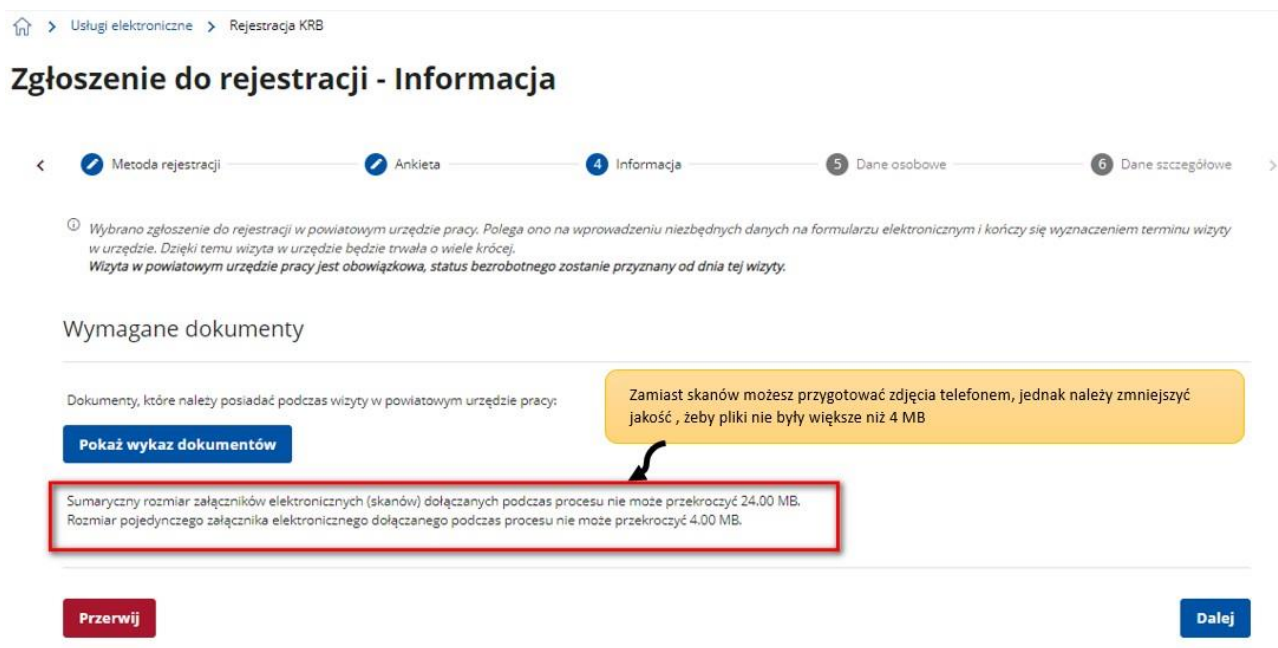 Usługi elektroniczne > Rejestracja KRB
Zgłoszenie do rejestracji - Informacja
Metoda rejestracji
Ankieta
4 Informacja
5 Dane osobowe
6 Dane szczegółowe
Wybrano zgłoszenie do rejestracji w powiatowym urzędzie pracy. Polega ono na wprowadzeniu niezbędnych danych na formularzu elektronicznym i kończy się wyznaczeniem terminu wizyty
w urzędzie. Dzięki temu wizyta w urzędzie będzie trwała o wiele krócej.
Wizyta w powiatowym urzędzie pracy jest obowiązkowa, status bezrobotnego zostanie przyznany od dnia tej wizyty.
Wymagane dokumenty
Dokumenty, które należy posiadać podczas wizyty w powiatowym urzędzie pracy:
Zamiast skanów możesz przygotować zdjęcia telefonem, jednak należy zmniejszyć
jakość , żeby pliki nie były większe niż 4 MB
Pokaż wykaz dokumentów
Sumaryczny rozmiar załączników elektronicznych (skanów) dołączanych podczas procesu nie może przekroczyć 24.00 MB.
Rozmiar pojedynczego załącznika elektronicznego dołączanego podczas procesu nie może przekroczyć 4.00 MB.
Przerwij
Dalej